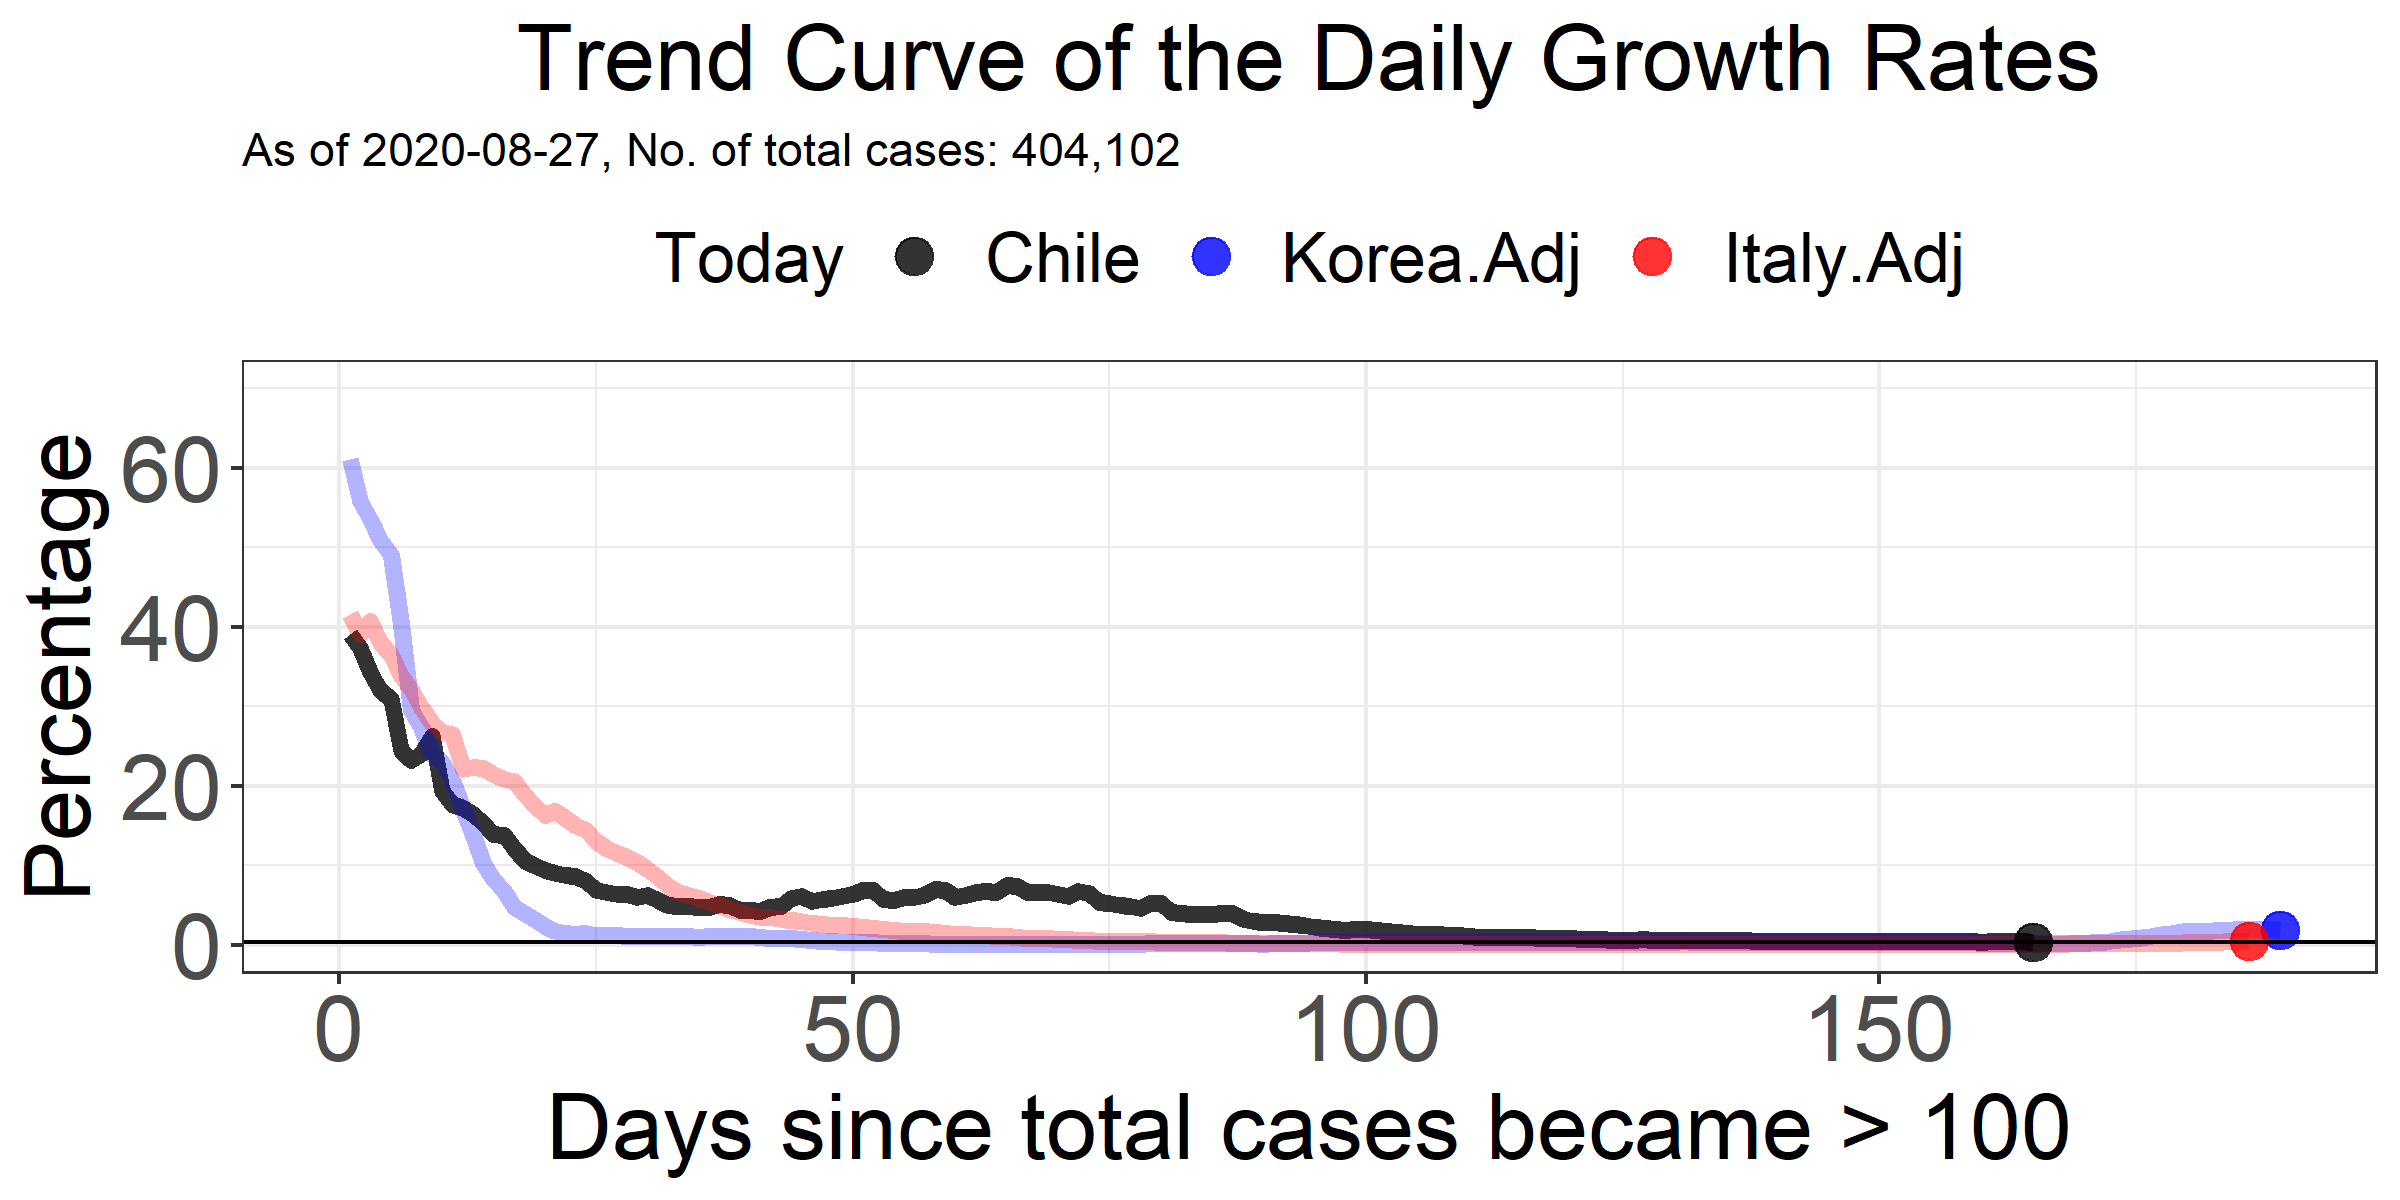 Trend Curve of the Daily Growth Rates
As of 2020-08-27, No. of total cases: 404,102
Today Chile Korea.Adj Italy.Adj
Percentage
60
40
20
0
0 50 100 150
Days since total cases became > 100